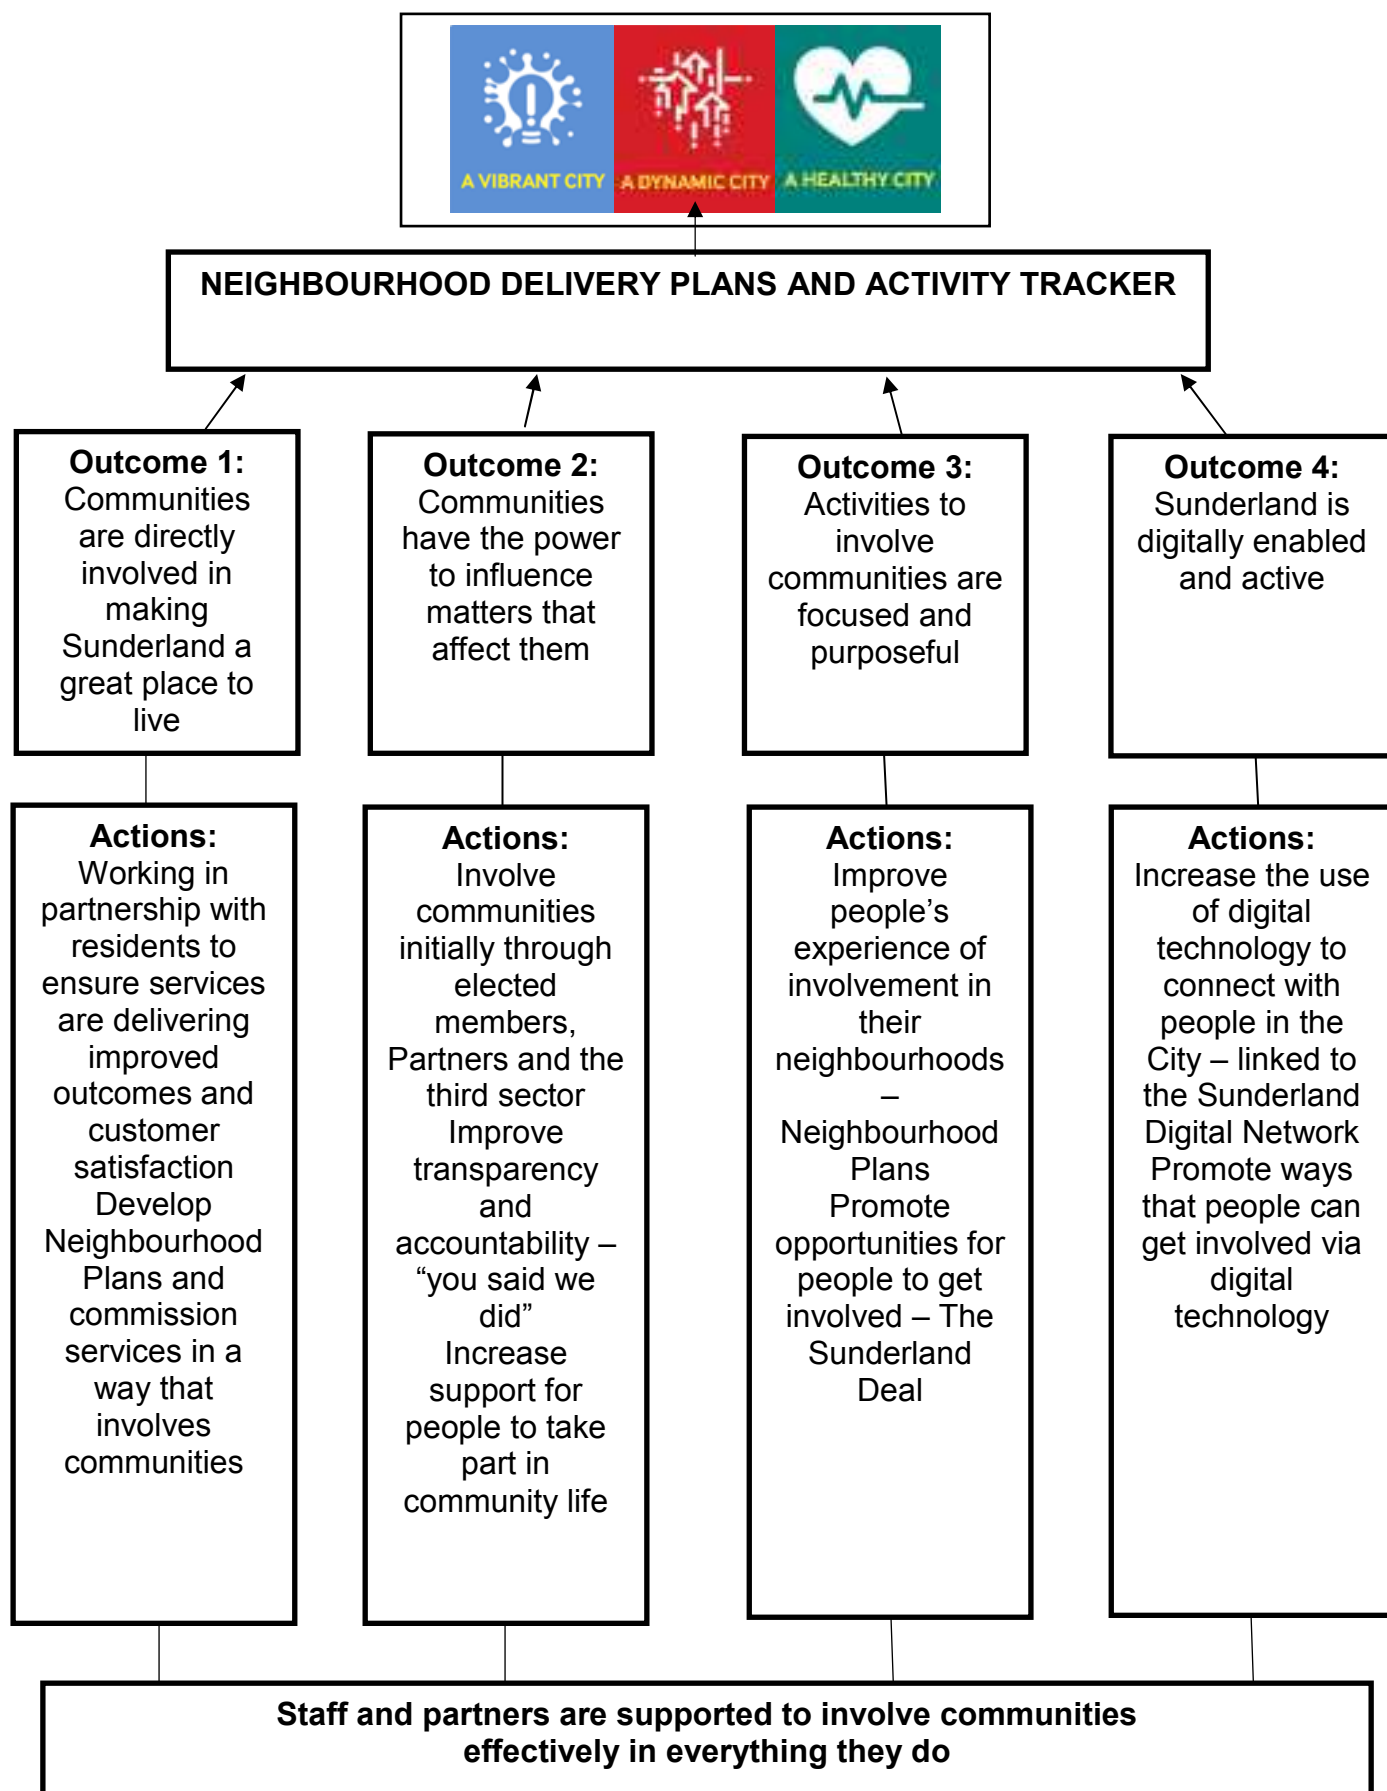 A VIBRANT CITY
A DYNAMIC CITY
A HEALTHY CITY
NEIGHBOURHOOD DELIVERY PLANS AND ACTIVITY TRACKER
Outcome 1:
Communities
are directly
involved in
making
Sunderland a
great place to
live
Outcome 2:
Communities
have the power
to influence
matters that
affect them
Outcome 3:
Activities to
involve
communities are
focused and
purposeful
Outcome 4:
Sunderland is
digitally enabled
and active
Actions:
Working in
partnership with
residents to
ensure services
are delivering
improved
outcomes and
customer
satisfaction
Develop
Neighbourhood
Plans and
commission
services in a
way that
involves
communities
Actions:
Involve
communities
initially through
elected
members,
Partners and the
third sector
Improve
transparency
and
accountability –
“you said we
did”
Increase
support for
people to take
part in
community life
Actions:
Improve
people’s
experience of
involvement in
their
neighbourhoods
–
Neighbourhood
Plans
Promote
opportunities for
people to get
involved – The
Sunderland
Deal
Actions:
Increase the use
of digital
technology to
connect with
people in the
City – linked to
the Sunderland
Digital Network
Promote ways
that people can
get involved via
digital
technology
Staff and partners are supported to involve communities
effectively in everything they do